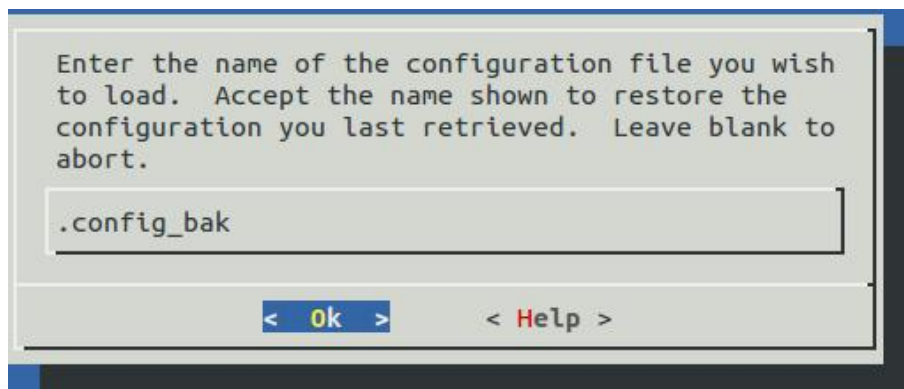 Enter the name of the configuration file you wish
to load.  Accept the name shown to restore the
configuration you last retrieved.  Leave blank to
abort.
.config_bak
<  Ok  >      < Help >